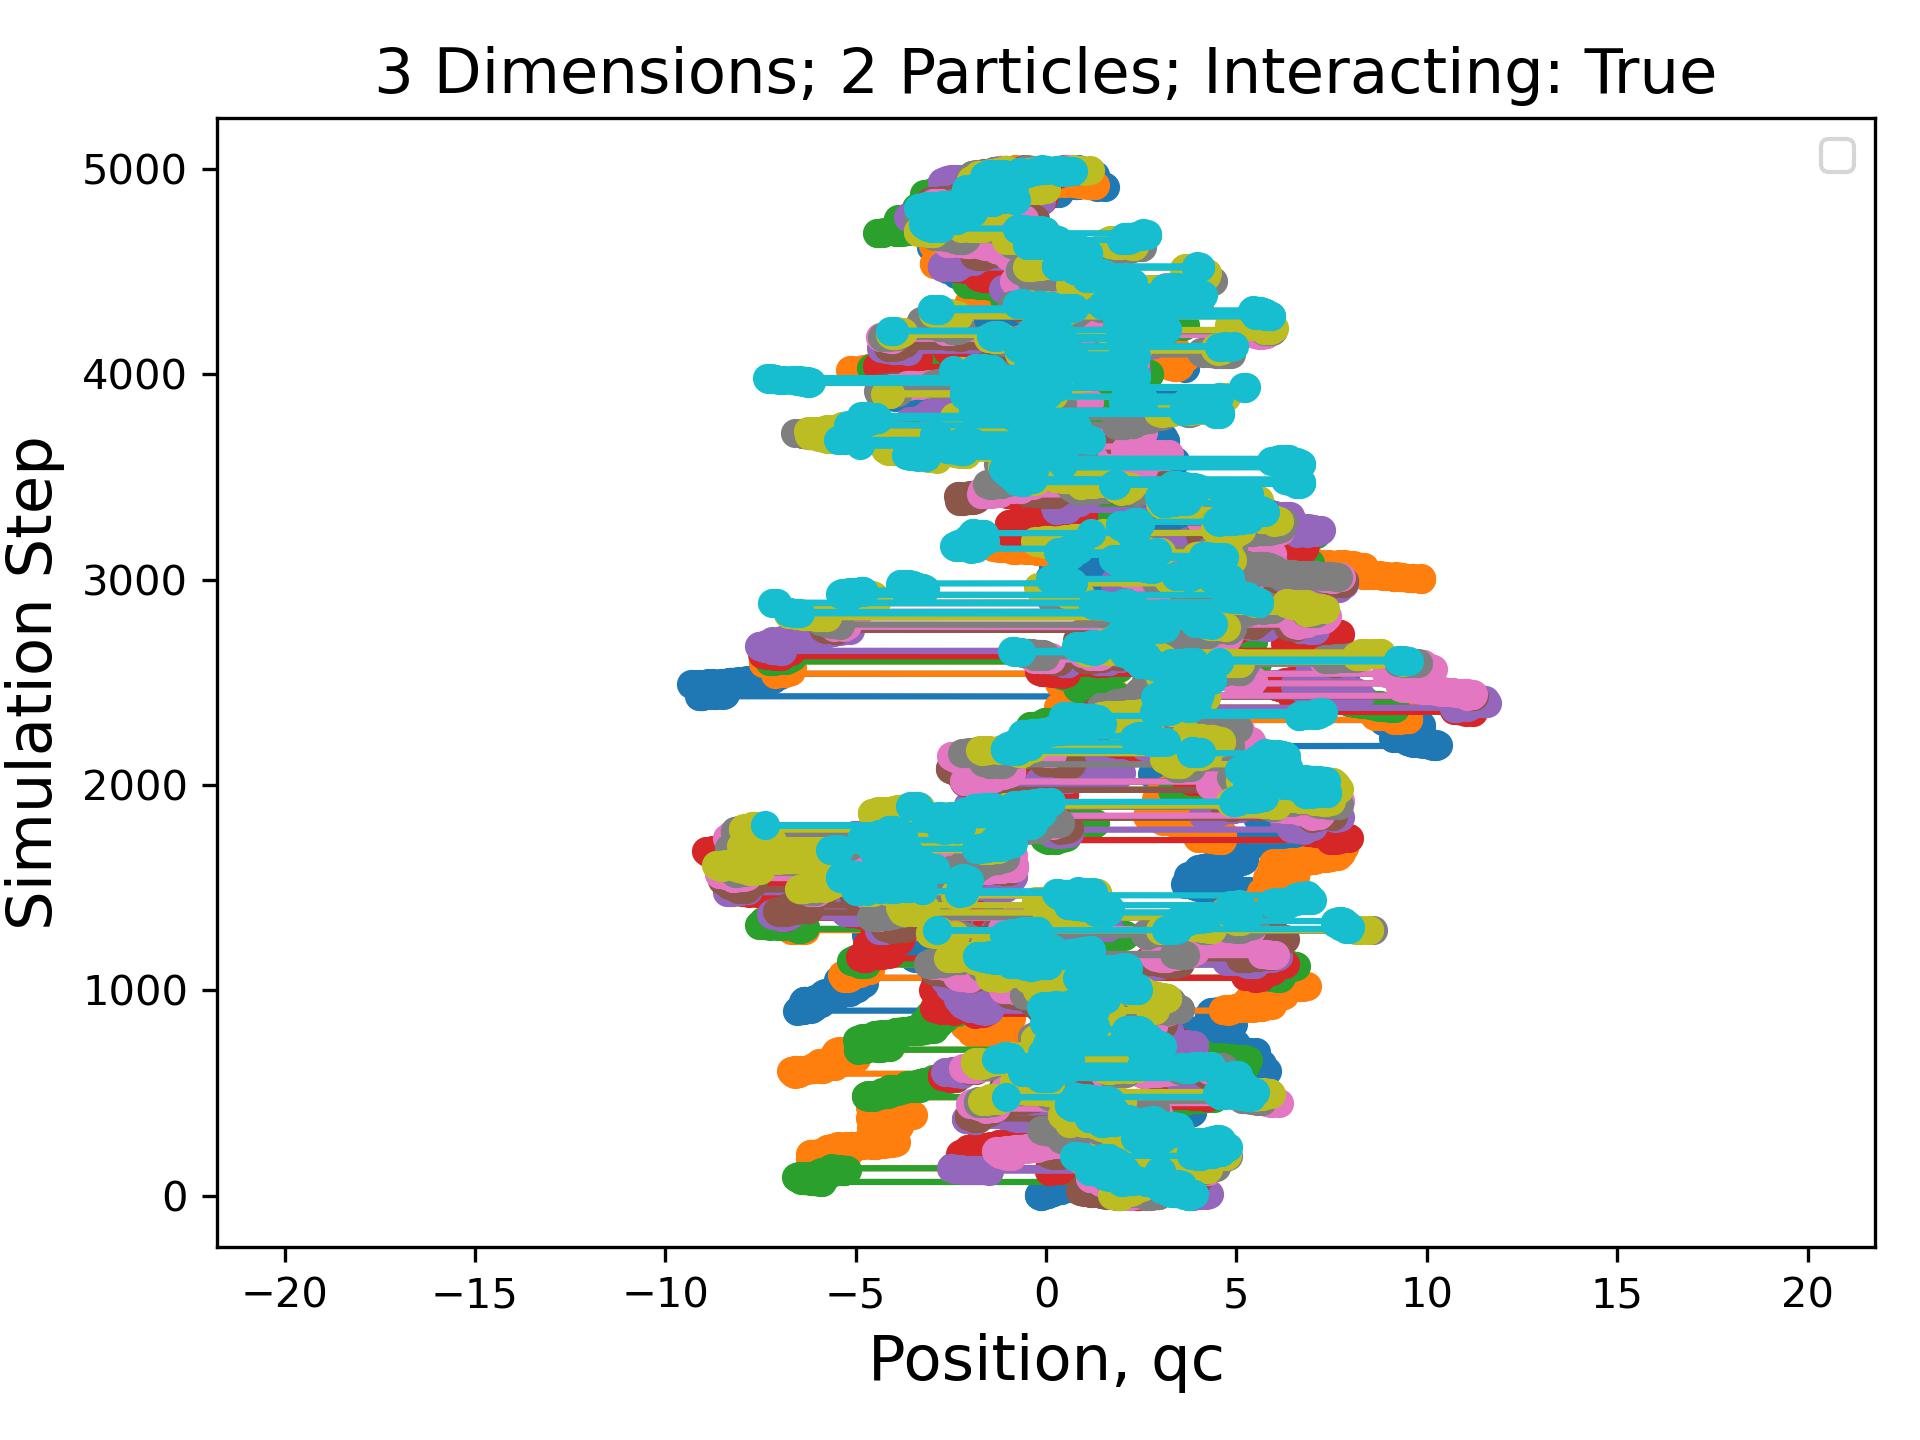 3 Dimensions; 2 Particles; Interacting: True
5000
4000
3000
2000
1000
0
Simulation Step
−20 −15 −10 −5 0 5 10 15 20
Position, qc